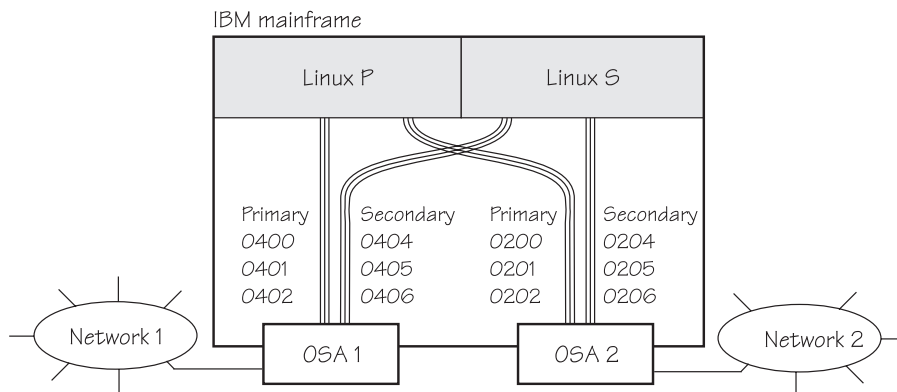 IBM mainframe
Linux P
Linux S
Primary
0400
0401
0402
Secondary
0404
0405
0406
Primary
0200
0201
0202
Secondary
0204
0205
0206
Network 1
OSA 1
OSA 2
Network 2